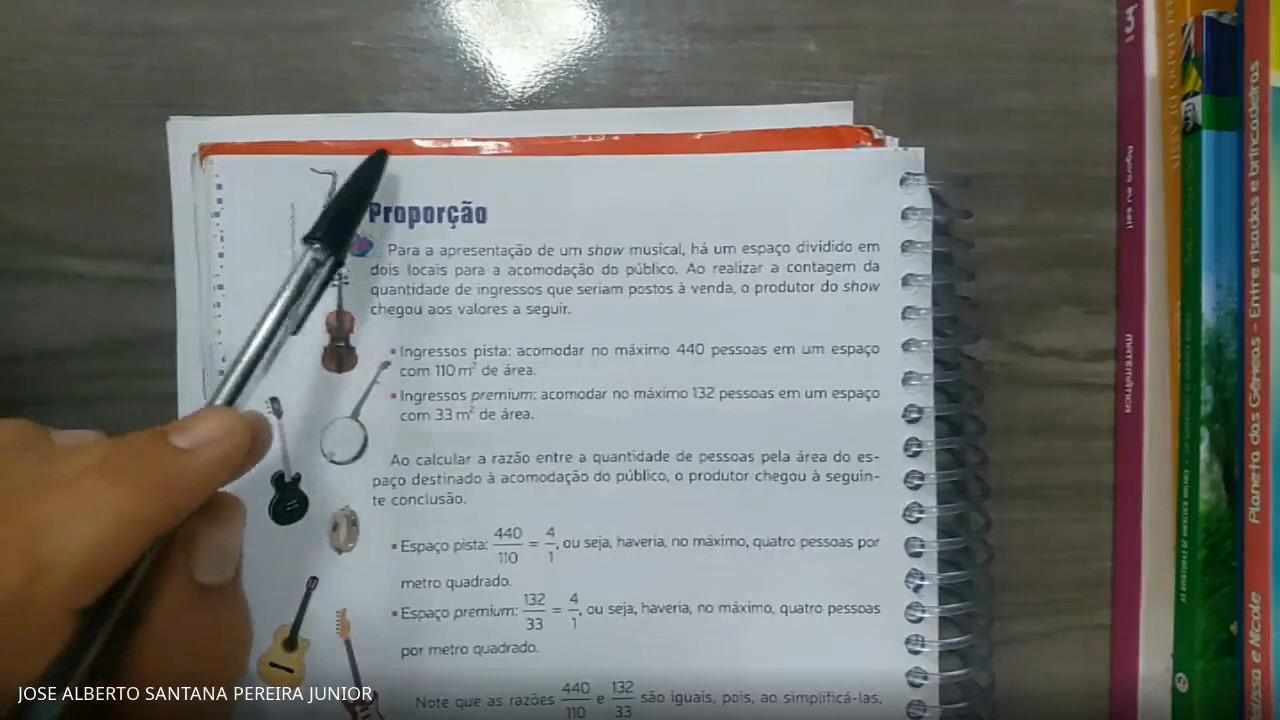 Proporção
Para a apresentação de um show musical, há um espaço dividido em
dois locais para a acomodação do público. Ao realizar a contagem da
quantidade de ingressos que seriam postos à venda, o produtor do show
chegou aos valores a seguir.
Ingressos pista: acomodar no máximo 440 pessoas em um espaço
com 110 m² de área.
Ingressos premium: acomodar no máximo 132 pessoas em um espaço
com 33 m² de área.
Ao calcular a razão entre a quantidade de pessoas pela área do es-
paço destinado à acomodação do público, o produtor chegou à seguin-
te conclusão.
Espaço pista: 440/110 = 4/1, ou seja, haveria, no máximo, quatro pessoas por
metro quadrado.
Espaço premium: 132/33 = 4/1, ou seja, haveria, no máximo, quatro pessoas
por metro quadrado.
Note que as razões 440/110 e 132/33 são iguais, pois, ao simplificá-las,
Agora eu sei!
MATEMÁTICA
Planeta dos Gênios - Entre risadas e brincadeiras
e Nicole
JOSE ALBERTO SANTANA PEREIRA JUNIOR